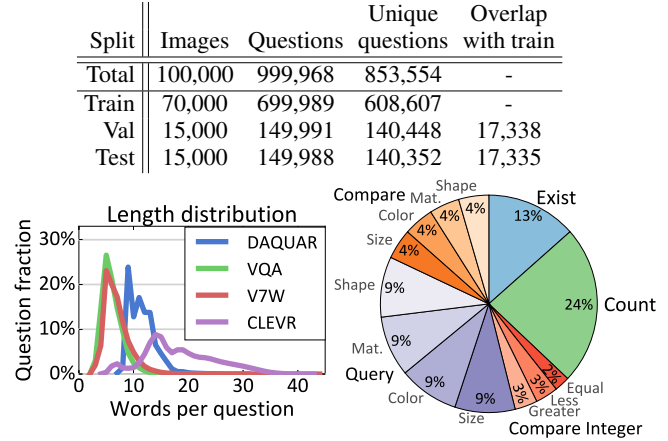 Split Images Questions Unique questions Overlap with train
Total 100,000 999,968 853,554 -
Train 70,000 699,989 608,607 -
Val 15,000 149,991 140,448 17,338
Test 15,000 149,988 140,352 17,335
Length distribution
Question fraction
30%
20%
10%
0%
0 10 20 30 40
Words per question
DAQUAR
VQA
V7W
CLEVR
Exist
13%
Count
24%
Compare Integer
Equal
2%
Less
3%
Greater
3%
Query
Size
9%
Color
9%
Mat.
9%
Shape
9%
Compare
Size
4%
Color
4%
Mat.
4%
Shape
4%